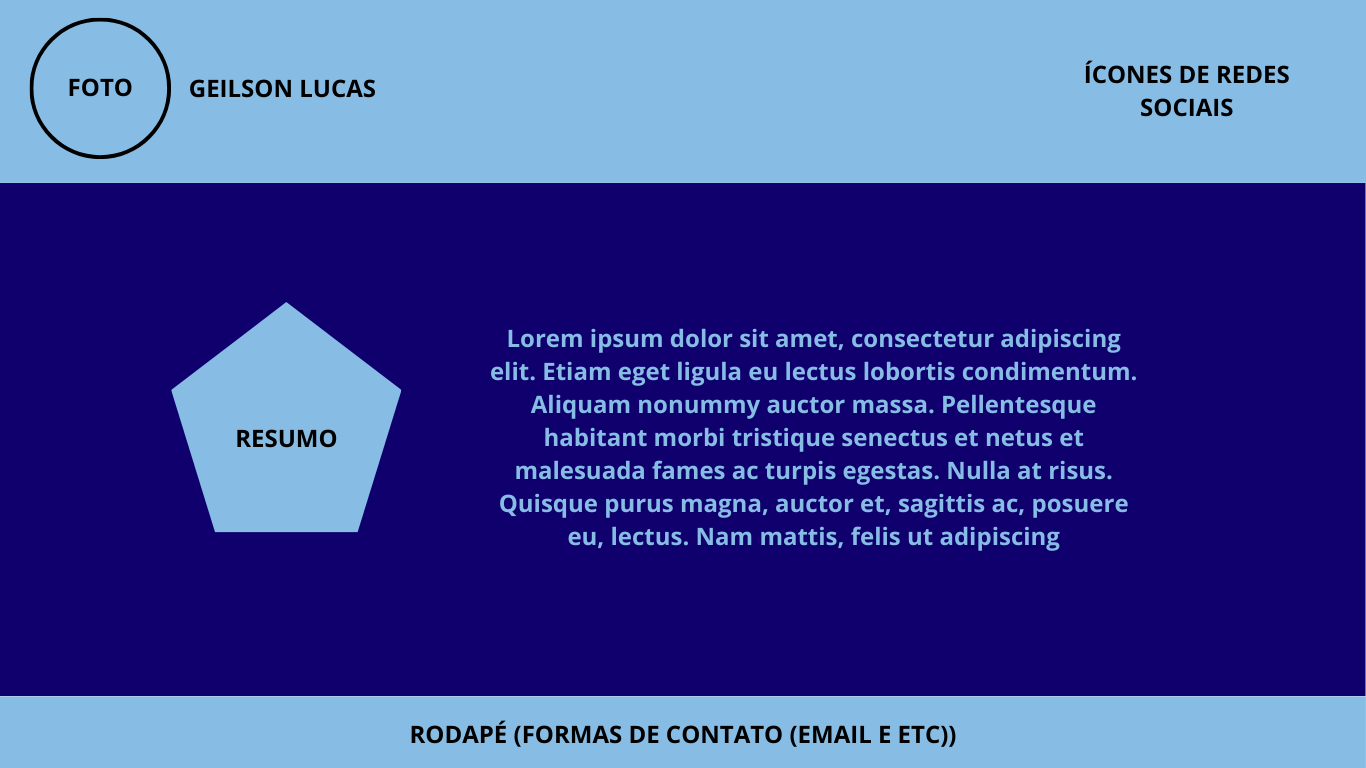 FOTO
GEILSON LUCAS
ÍCONES DE REDES
SOCIAIS
RESUMO
Lorem ipsum dolor sit amet, consectetur adipiscing
elit. Etiam eget ligula eu lectus lobortis condimentum.
Aliquam nonummy auctor massa. Pellentesque
habitant morbi tristique senectus et netus et
malesuada fames ac turpis egestas. Nulla at risus.
Quisque purus magna, auctor et, sagittis ac, posuere
eu, lectus. Nam mattis, felis ut adipiscing
RODAPÉ (FORMAS DE CONTATO (EMAIL E ETC))